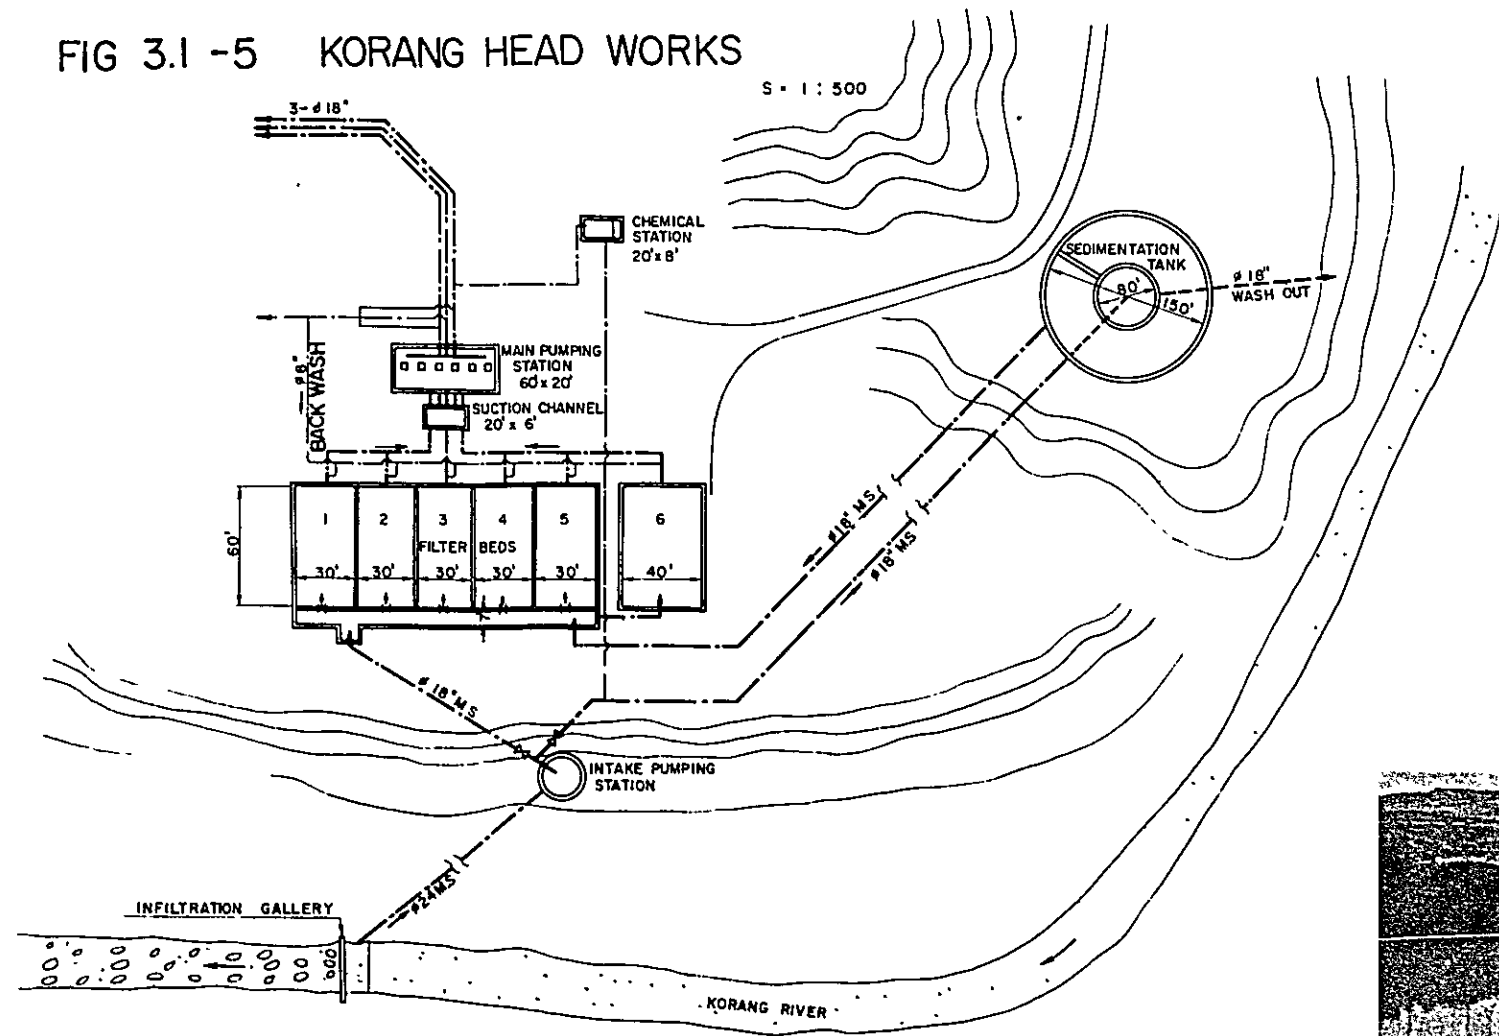 FIG 3.1 -5 KORANG HEAD WORKS
S = 1 : 500
3-ø18"
CHEMICAL
STATION
20' x 8'
SEDIMENTATION
TANK
80'
150'
ø 18"
WASH OUT
MAIN PUMPING
STATION
60' x 20'
BACK WASH
SUCTION CHANNEL
20' x 6'
1 2 3 4 5 6
FILTER BEDS
60'
30' 30' 30' 30' 30' 40'
ø18" MS
ø18" MS
ø 18" MS
INTAKE PUMPING
STATION
ø24 MS
INFILTRATION GALLERY
KORANG RIVER